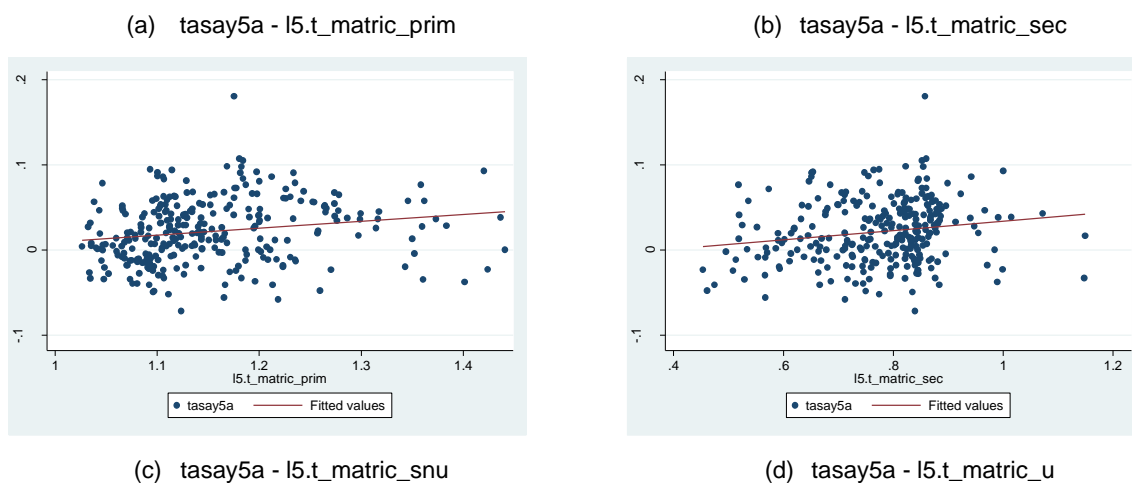 (a) tasay5a - l5.t_matric_prim
(b) tasay5a - l5.t_matric_sec
.2
.1
0
-.1
1 1.1 1.2 1.3 1.4
l5.t_matric_prim
tasay5a Fitted values
.2
.1
0
-.1
.4 .6 .8 1 1.2
l5.t_matric_sec
tasay5a Fitted values
(c) tasay5a - l5.t_matric_snu
(d) tasay5a - l5.t_matric_u